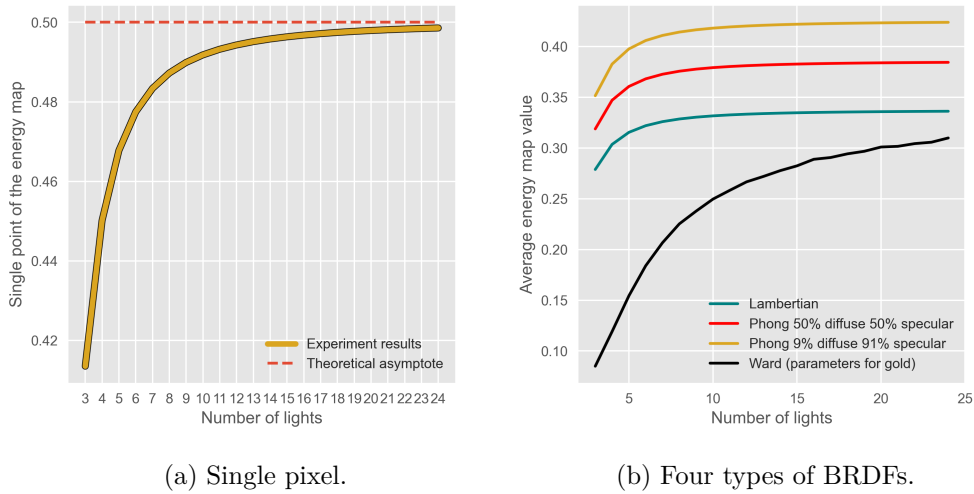 0.50
0.48
0.46
0.44
0.42
Single point of the energy map
3 4 5 6 7 8 9 10 11 12 13 14 15 16 17 18 19 20 21 22 23 24
Number of lights
Experiment results
Theoretical asymptote
(a) Single pixel.
0.40
0.35
0.30
0.25
0.20
0.15
0.10
Average energy map value
5 10 15 20 25
Number of lights
Lambertian
Phong 50% diffuse 50% specular
Phong 9% diffuse 91% specular
Ward (parameters for gold)
(b) Four types of BRDFs.